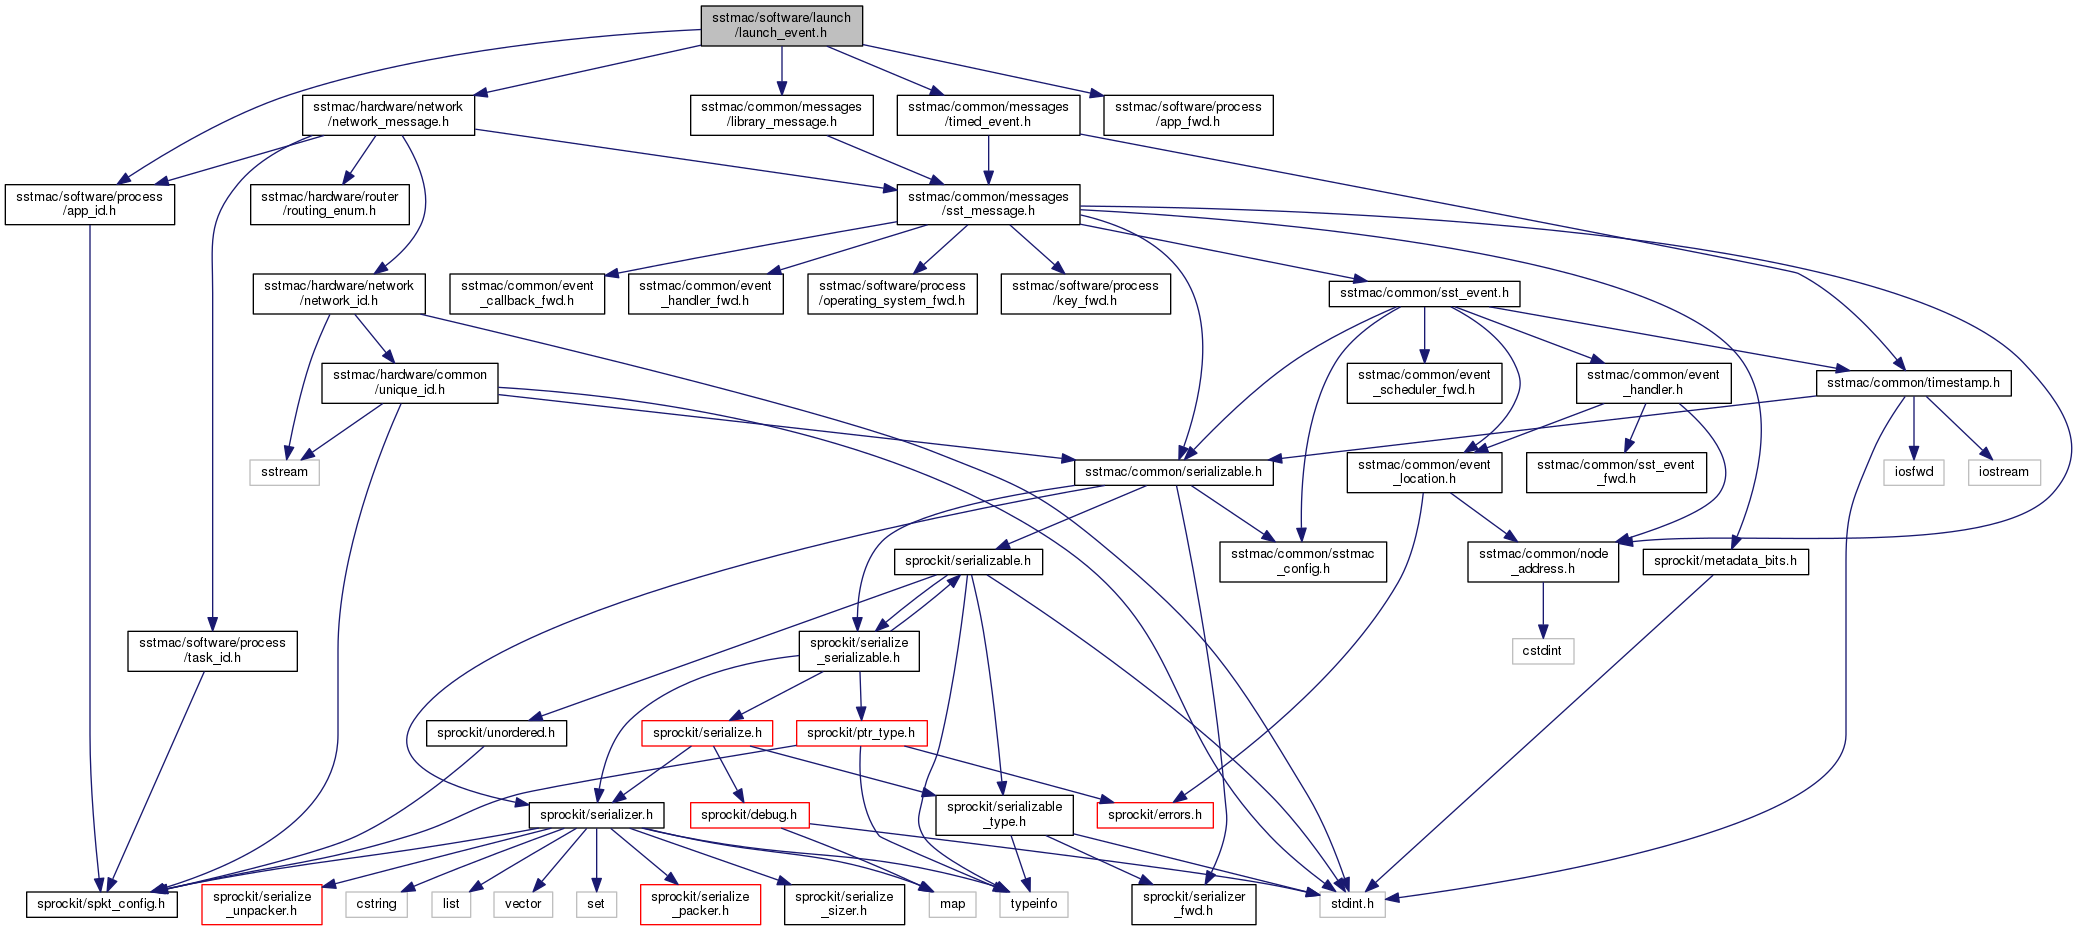 sstmac/software/launch
/launch_event.h
sstmac/hardware/network
/network_message.h
sstmac/common/messages
/library_message.h
sstmac/common/messages
/timed_event.h
sstmac/software/process
/app_fwd.h
sstmac/software/process
/app_id.h
sstmac/hardware/router
/routing_enum.h
sstmac/common/messages
/sst_message.h
sstmac/hardware/network
/network_id.h
sstmac/common/event
_callback_fwd.h
sstmac/common/event
_handler_fwd.h
sstmac/software/process
/operating_system_fwd.h
sstmac/software/process
/key_fwd.h
sstmac/common/sst_event.h
sstmac/hardware/common
/unique_id.h
sstmac/common/event
_scheduler_fwd.h
sstmac/common/event
_handler.h
sstmac/common/timestamp.h
sstream
sstmac/common/serializable.h
sstmac/common/event
_location.h
sstmac/common/sst_event
_fwd.h
iosfwd
iostream
sprockit/serializable.h
sstmac/common/sstmac
_config.h
sstmac/common/node
_address.h
sprockit/metadata_bits.h
sstmac/software/process
/task_id.h
sprockit/serialize
_serializable.h
cstdint
sprockit/unordered.h
sprockit/serialize.h
sprockit/ptr_type.h
sprockit/serializer.h
sprockit/debug.h
sprockit/serializable
_type.h
sprockit/errors.h
sprockit/spkt_config.h
sprockit/serialize
_unpacker.h
cstring
list
vector
set
sprockit/serialize
_packer.h
sprockit/serialize
_sizer.h
map
typeinfo
sprockit/serializer
_fwd.h
stdint.h